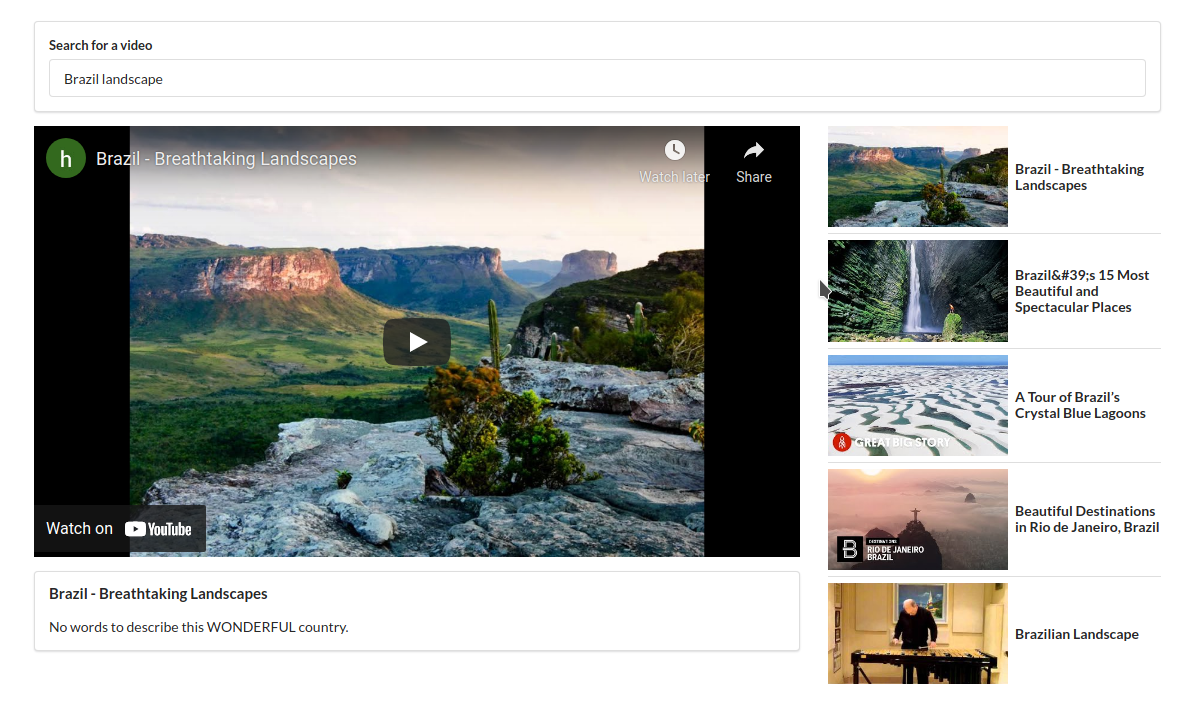 Search for a video
Brazil landscape
h
Brazil - Breathtaking Landscapes
Watch later
Share
Watch on YouTube
Brazil - Breathtaking Landscapes
No words to describe this WONDERFUL country.
Brazil - Breathtaking
Landscapes
Brazil&#39;s 15 Most
Beautiful and
Spectacular Places
GREAT BIG STORY
A Tour of Brazil’s
Crystal Blue Lagoons
B
DESTINATIONS
RIO DE JANEIRO
BRAZIL
Beautiful Destinations
in Rio de Janeiro, Brazil
Brazilian Landscape